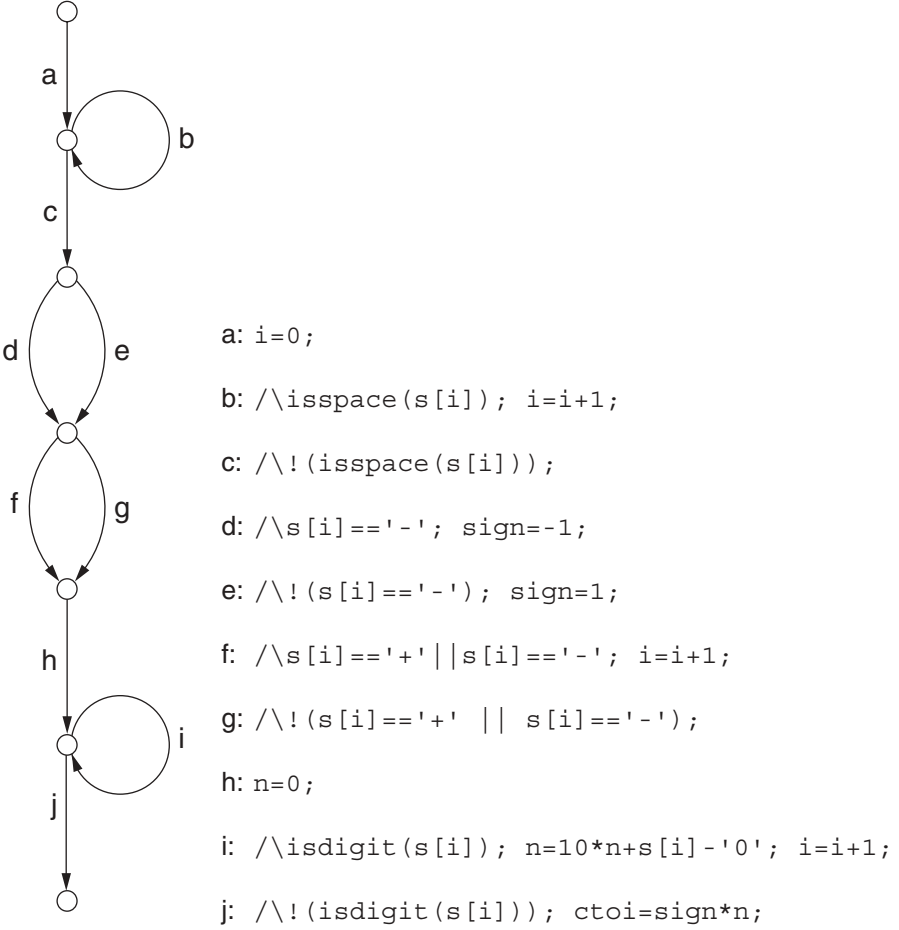 a
b
c
d
e
f
g
h
i
j
a: i=0;
b: /\isspace(s[i]); i=i+1;
c: /\!(isspace(s[i]));
d: /\s[i]=='-'; sign=-1;
e: /\!(s[i]=='-'); sign=1;
f: /\s[i]=='+'||s[i]=='-'; i=i+1;
g: /\!(s[i]=='+' || s[i]=='-');
h: n=0;
i: /\isdigit(s[i]); n=10*n+s[i]-'0'; i=i+1;
j: /\!(isdigit(s[i])); ctoi=sign*n;